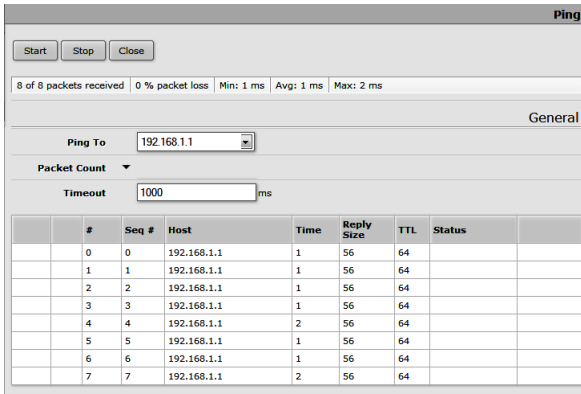 Ping
Start Stop Close
8 of 8 packets received 0 % packet loss Min: 1 ms Avg: 1 ms Max: 2 ms
General
Ping To 192.168.1.1
Packet Count
Timeout 1000 ms
# Seq # Host Time Reply Size TTL Status
0 0 192.168.1.1 1 56 64
1 1 192.168.1.1 1 56 64
2 2 192.168.1.1 1 56 64
3 3 192.168.1.1 1 56 64
4 4 192.168.1.1 2 56 64
5 5 192.168.1.1 1 56 64
6 6 192.168.1.1 1 56 64
7 7 192.168.1.1 2 56 64